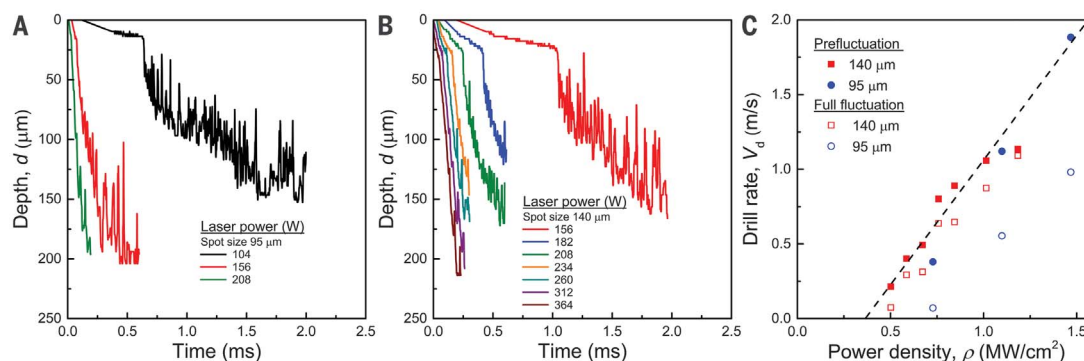 A
0
50
100
150
200
250
Depth, d (μm)
0.0 0.5 1.0 1.5 2.0
Time (ms)
Laser power (W)
Spot size 95 μm
104
156
208
B
0
50
100
150
200
250
Depth, d (μm)
0.0 0.5 1.0 1.5 2.0
Time (ms)
Laser power (W)
Spot size 140 μm
156
182
208
234
260
312
364
C
2.0
1.5
1.0
0.5
0.0
Drill rate, Vd (m/s)
0.0 0.5 1.0 1.5
Power density, ρ (MW/cm²)
Prefluctuation
140 μm
95 μm
Full fluctuation
140 μm
95 μm